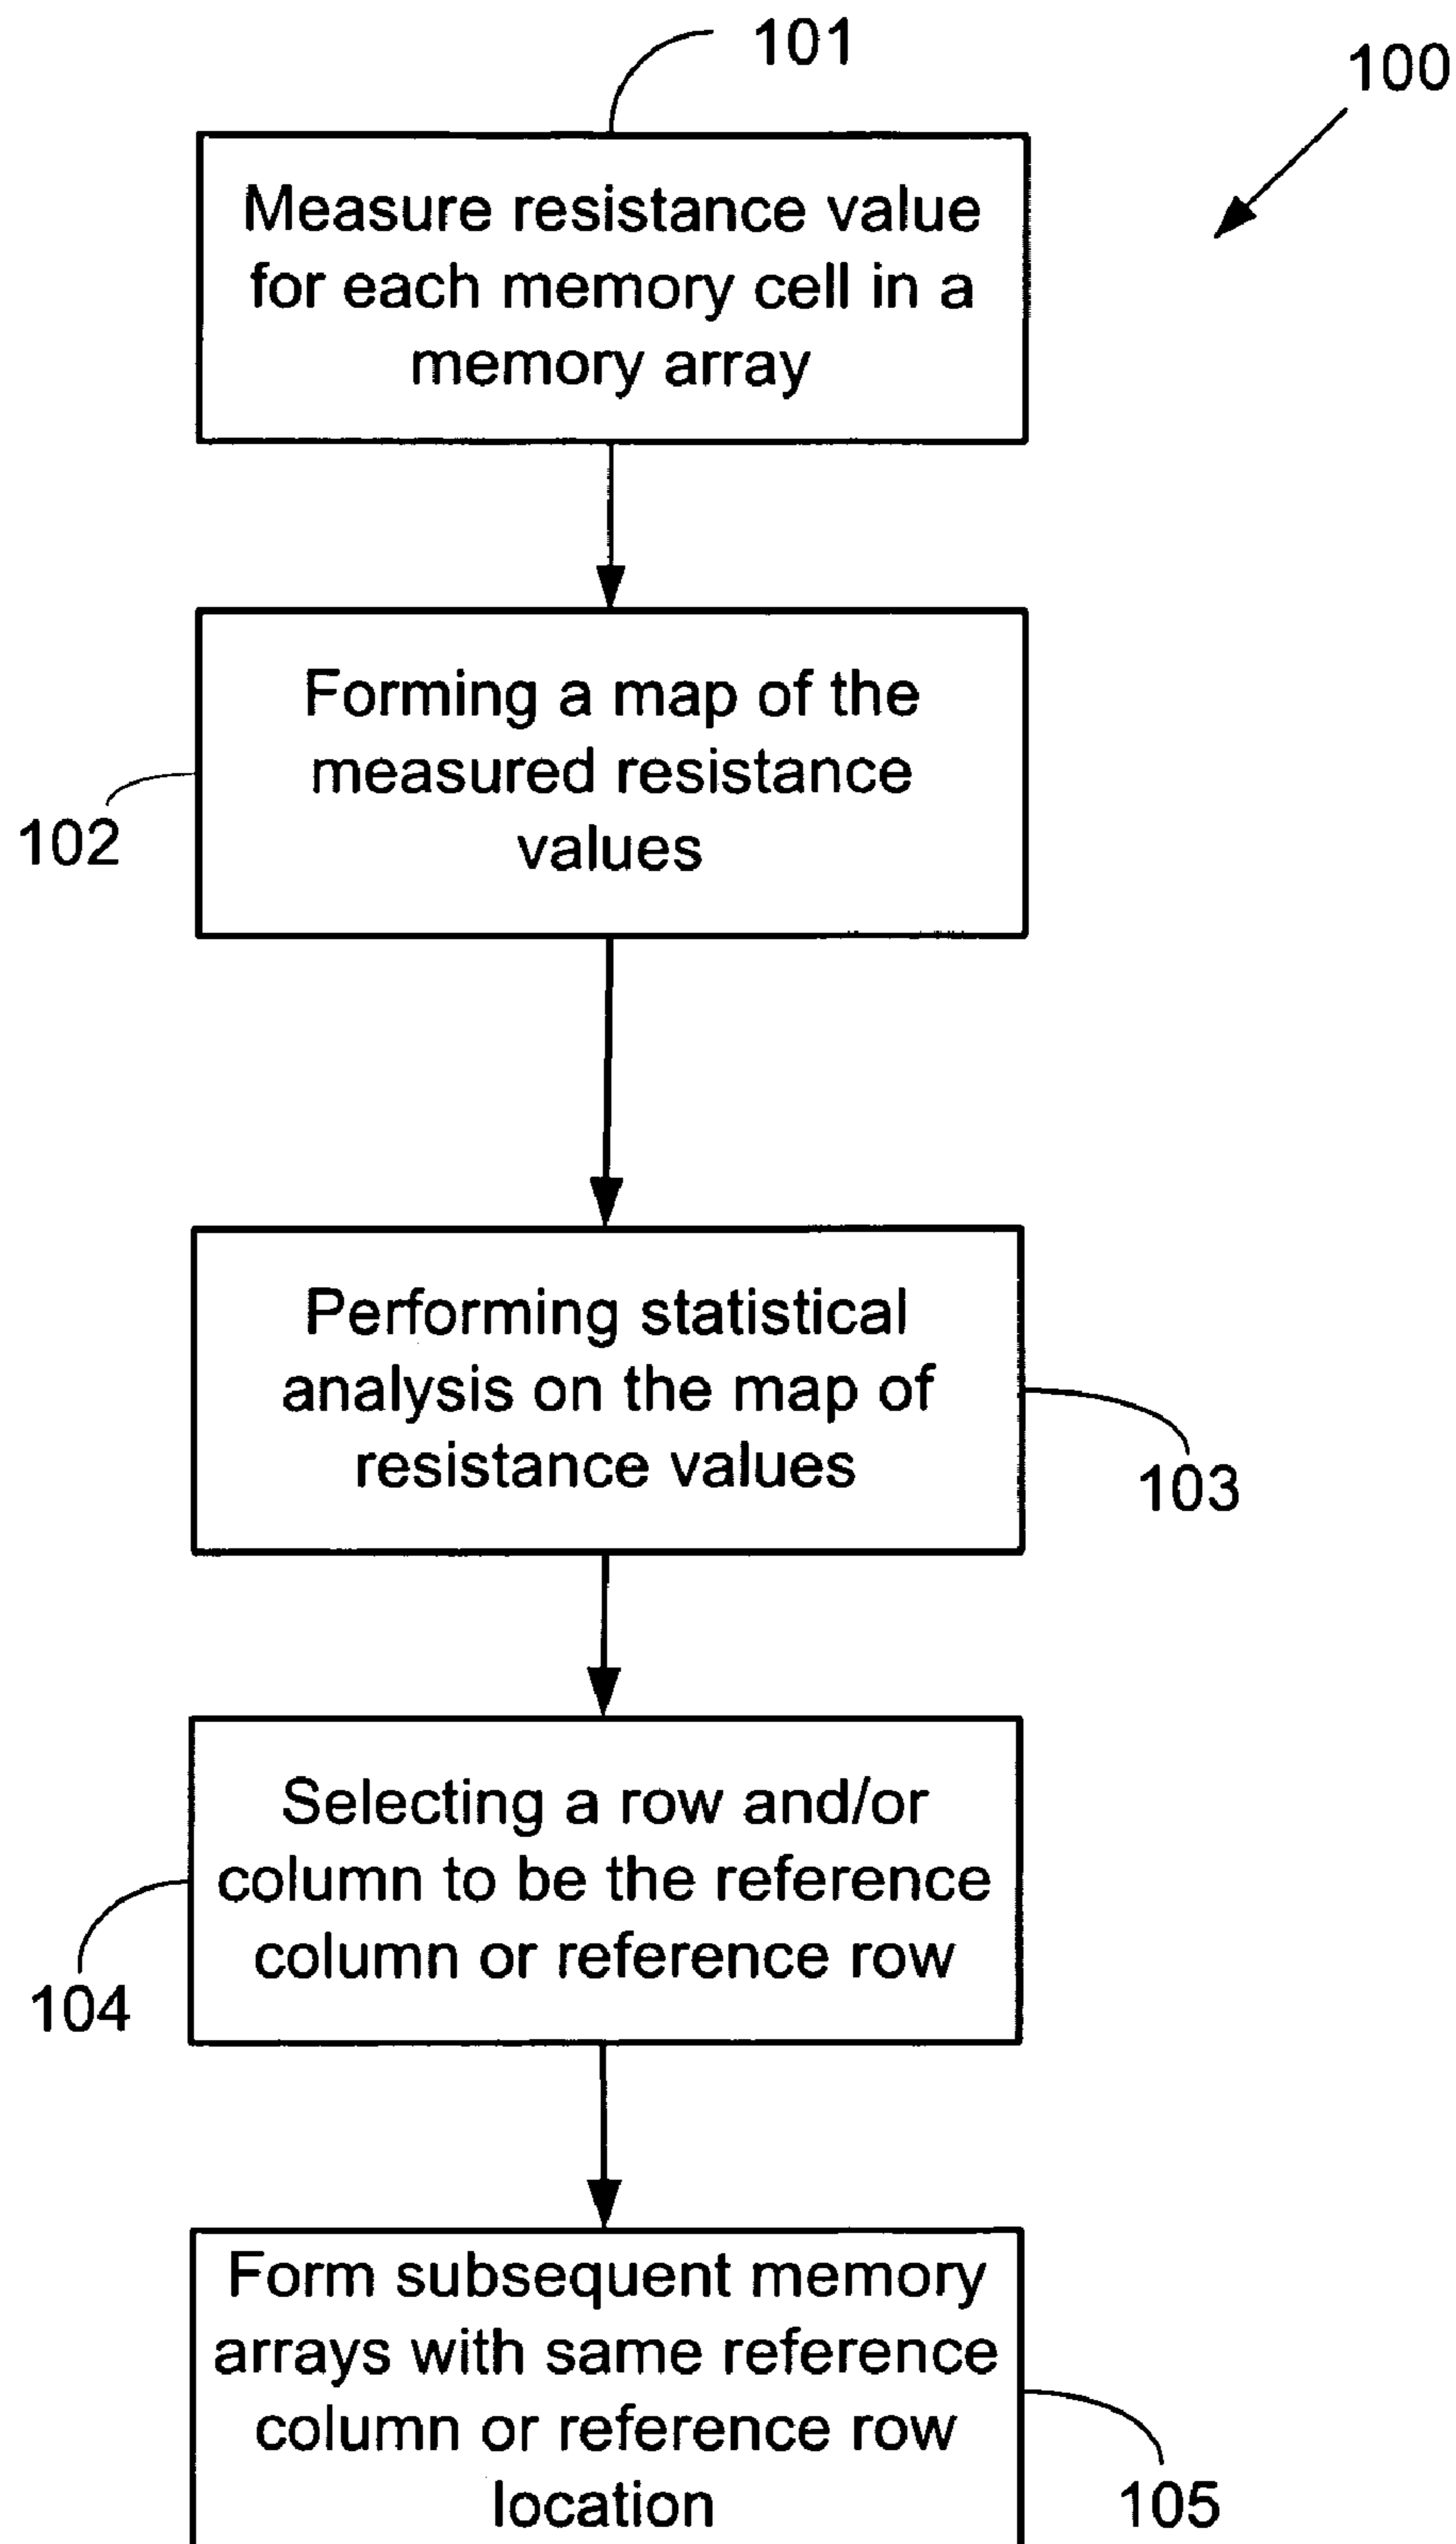 101
100
Measure resistance value
for each memory cell in a
memory array
Forming a map of the
measured resistance
values
102
Performing statistical
analysis on the map of
resistance values
103
Selecting a row and/or
column to be the reference
column or reference row
104
Form subsequent memory
arrays with same reference
column or reference row
location
105